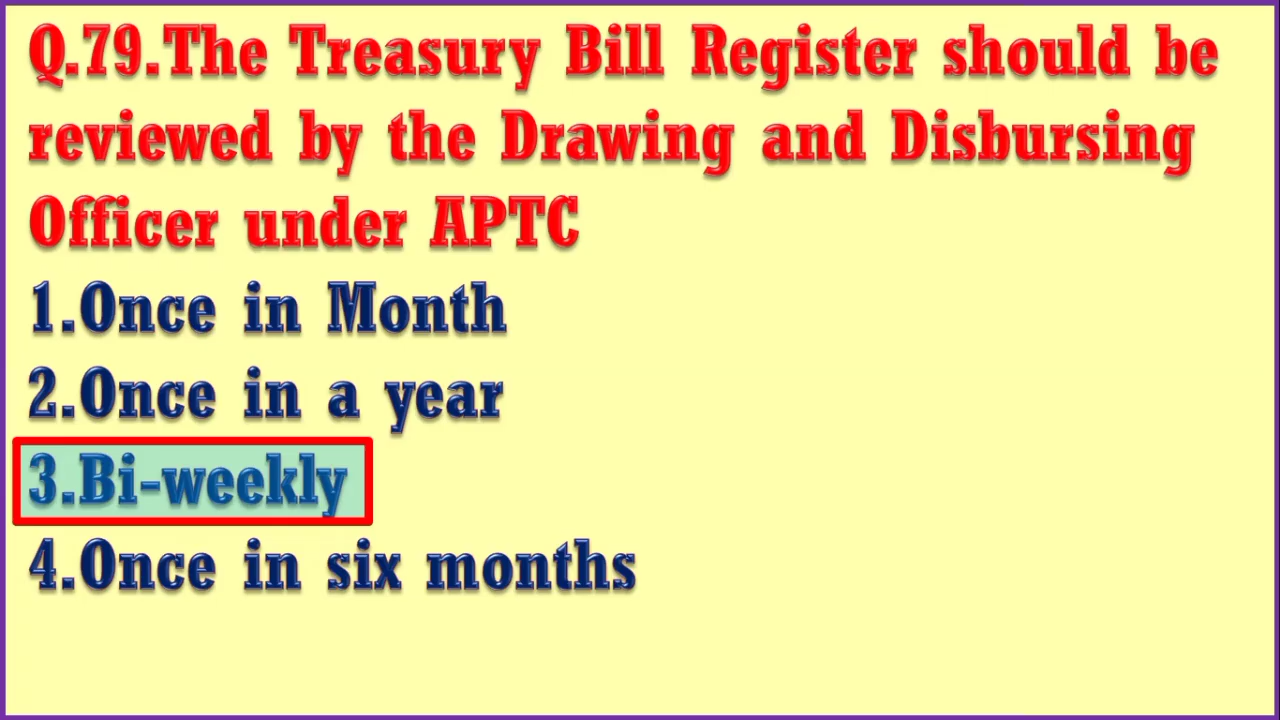 Q.79.The Treasury Bill Register should be
reviewed by the Drawing and Disbursing
Officer under APTC
1.Once in Month
2.Once in a year
3.Bi-weekly
4.Once in six months